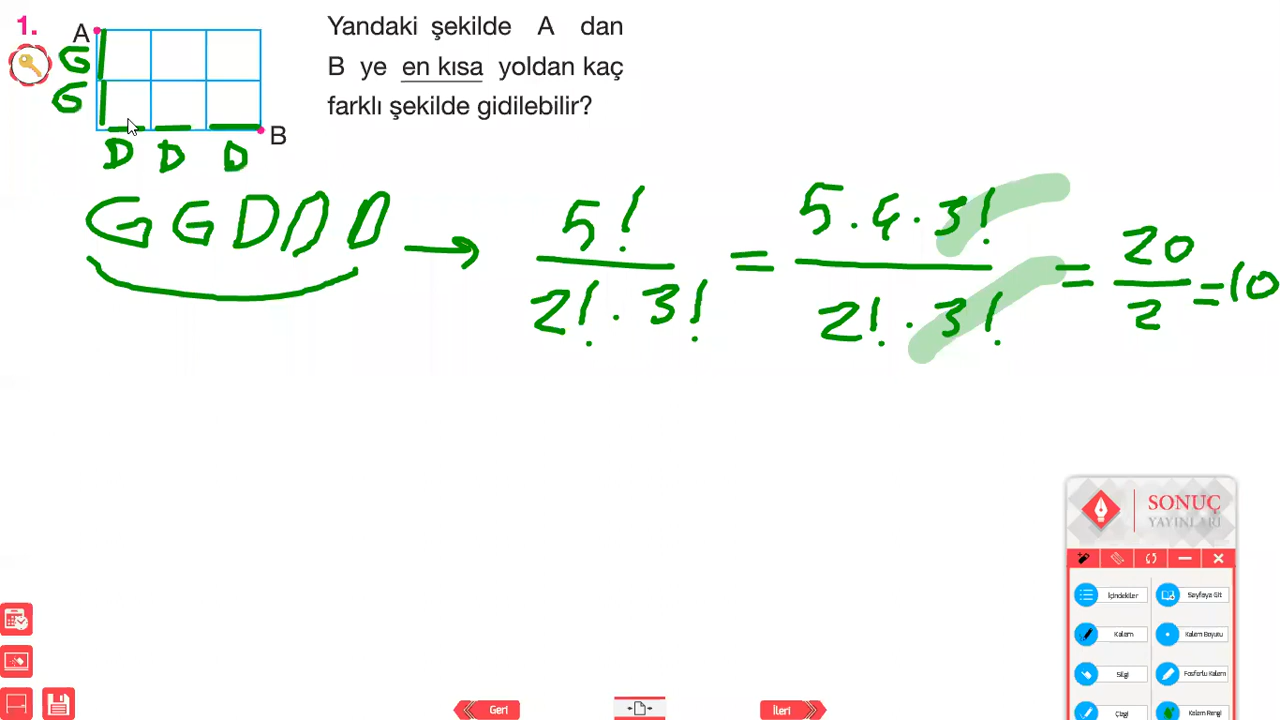 1.
A
B
G
G
D D D
Yandaki şekilde A dan
B ye en kısa yoldan kaç
farklı şekilde gidilebilir?
GGDDD → 5!/2!.3! = 5.4.3!/2!.3! = 20/2 = 10
SONUÇ
YAYINLARI
İçindekiler
Sayfaya Git
Kalem
Kalem Boyutu
Silgi
Fosforlu Kalem
Çizgi
Kalem Rengi
Geri
İleri